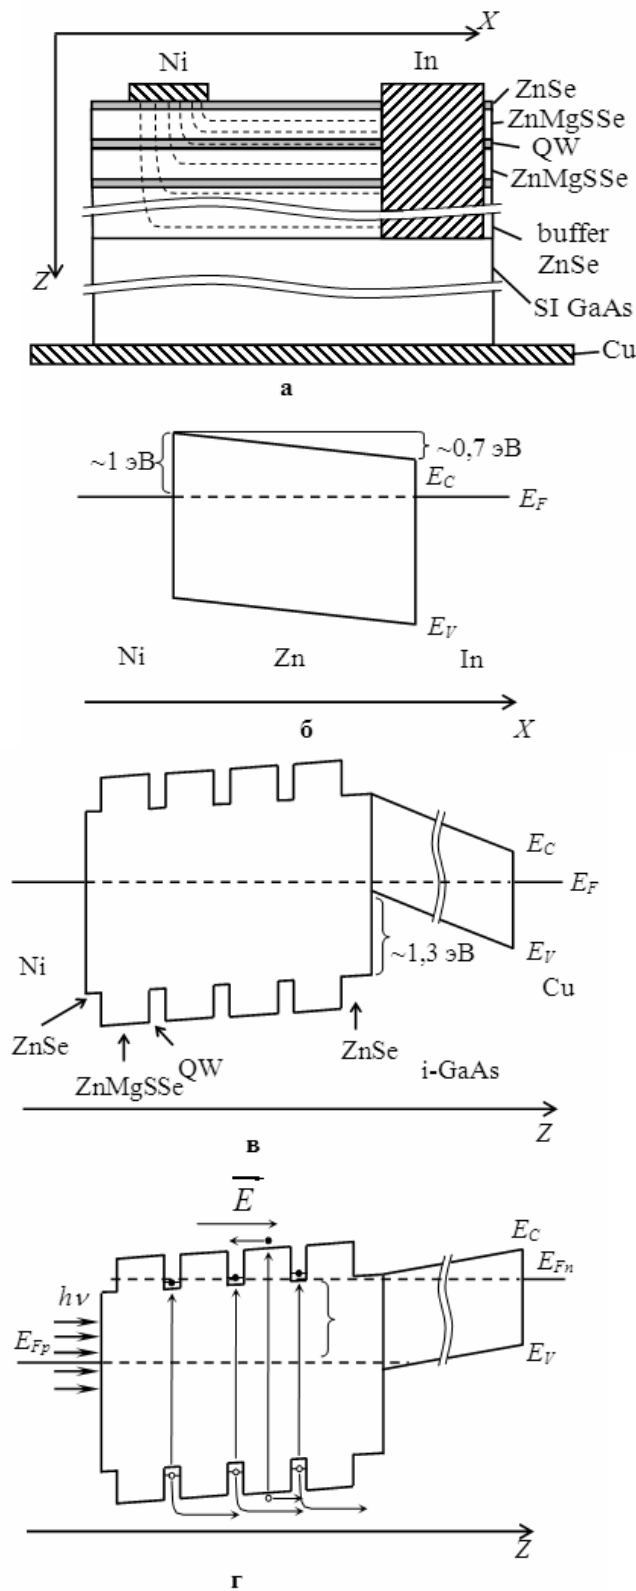 X
Ni
In
ZnSe
ZnMgSSe
QW
ZnMgSSe
buffer
ZnSe
Z
SI GaAs
Cu
а
~1 эВ
~0,7 эВ
E_C
E_F
E_V
Ni
Zn
In
X
б
E_C
E_F
~1,3 эВ
E_V
Ni
Cu
ZnSe
ZnSe
QW
ZnMgSSe
i-GaAs
Z
в
E
E_C
E_Fn
hν
E_Fp
E_V
Z
г